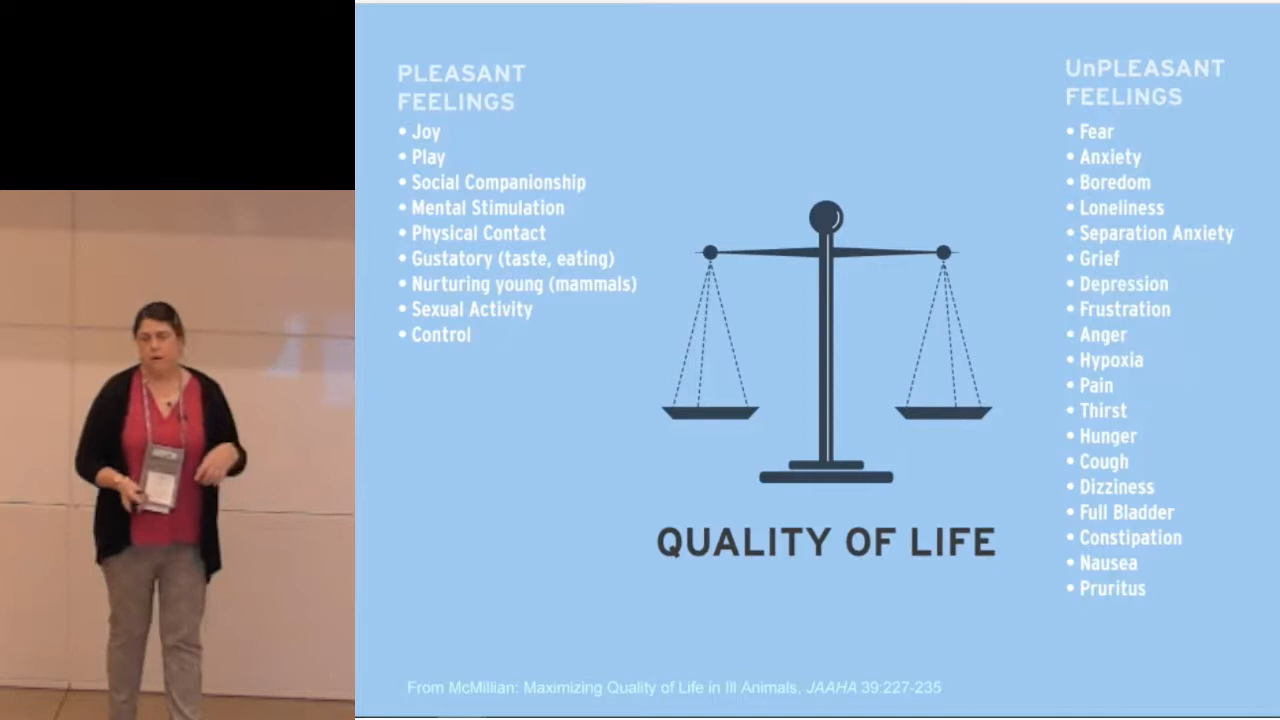 PLEASANT
FEELINGS
• Joy
• Play
• Social Companionship
• Mental Stimulation
• Physical Contact
• Gustatory (taste, eating)
• Nurturing young (mammals)
• Sexual Activity
• Control
UnPLEASANT
FEELINGS
• Fear
• Anxiety
• Boredom
• Loneliness
• Separation Anxiety
• Grief
• Depression
• Frustration
• Anger
• Hypoxia
• Pain
• Thirst
• Hunger
• Cough
• Dizziness
• Full Bladder
• Constipation
• Nausea
• Pruritus
QUALITY OF LIFE
From McMillian: Maximizing Quality of Life in Ill Animals, JAAHA 39:227-235